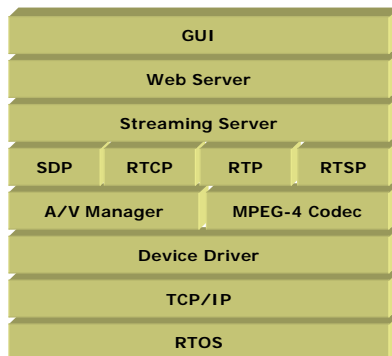 GUI
Web Server
Streaming Server
SDP RTCP RTP RTSP
A/V Manager MPEG-4 Codec
Device Driver
TCP/IP
RTOS